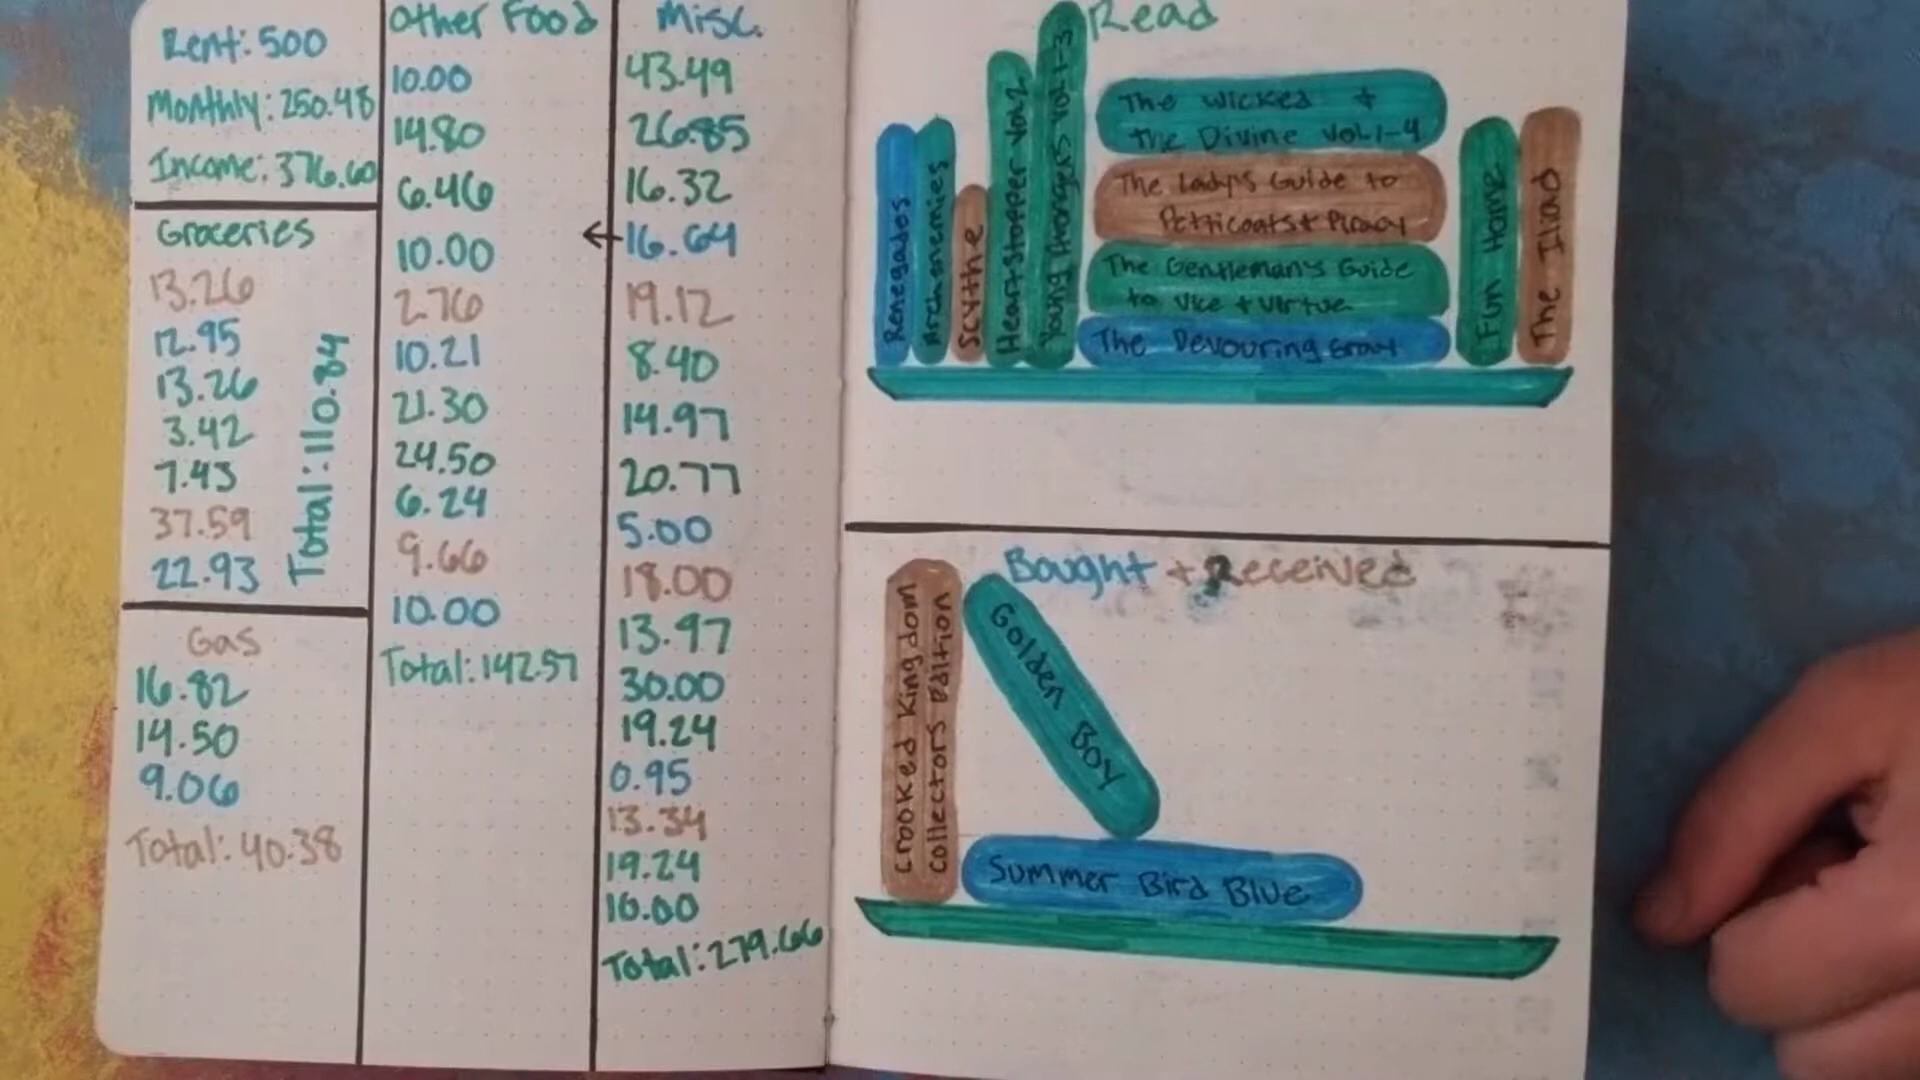 Rent: 500
Monthly: 250.48
Income: 376.60
Groceries
13.26
12.95
13.26
3.42
7.43
37.59
22.93
Total: 110.84
Gas
16.82
14.50
9.06
Total: 40.38
Other Food
10.00
14.80
6.46
10.00
2.76
10.21
21.30
24.50
6.24
9.66
10.00
Total: 142.57
Misc.
43.49
26.85
16.32
16.64
19.12
8.40
14.97
20.77
5.00
18.00
13.97
30.00
19.24
0.95
13.34
19.24
10.00
Total: 279.66
Read
Renegades
Archenemies
Scythe
Heartstopper Vol 2
Young Avengers Vol 1-3
The Wicked +
The Divine Vol. 1-4
The Lady's Guide to
Petticoats + Piracy
The Gentleman's Guide
to Vice + Virtue
The Devouring Gray
Fun Home
The Iliad
Bought + Received
Crooked Kingdom
Collectors Edition
Golden Boy
Summer Bird Blue